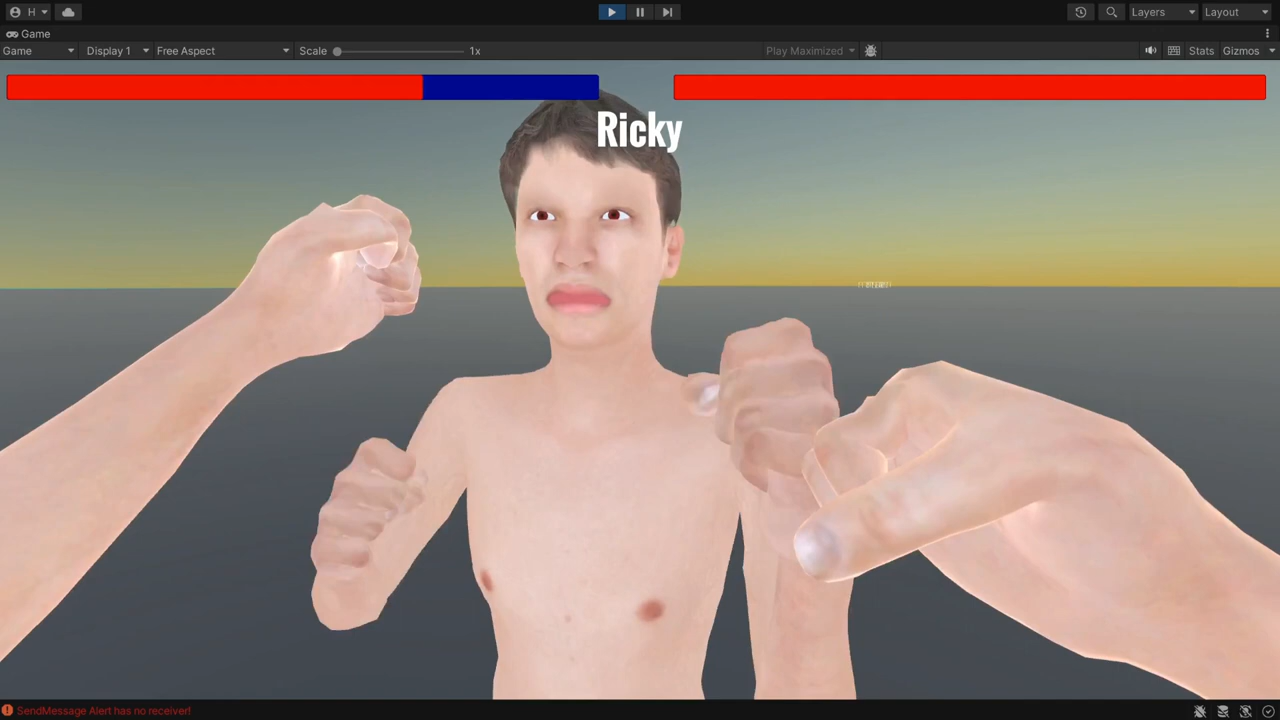 H
Layers
Layout
Game
Game
Display 1
Free Aspect
Scale
1x
Play Maximized
Stats
Gizmos
Ricky
SendMessage Alert has no receiver!